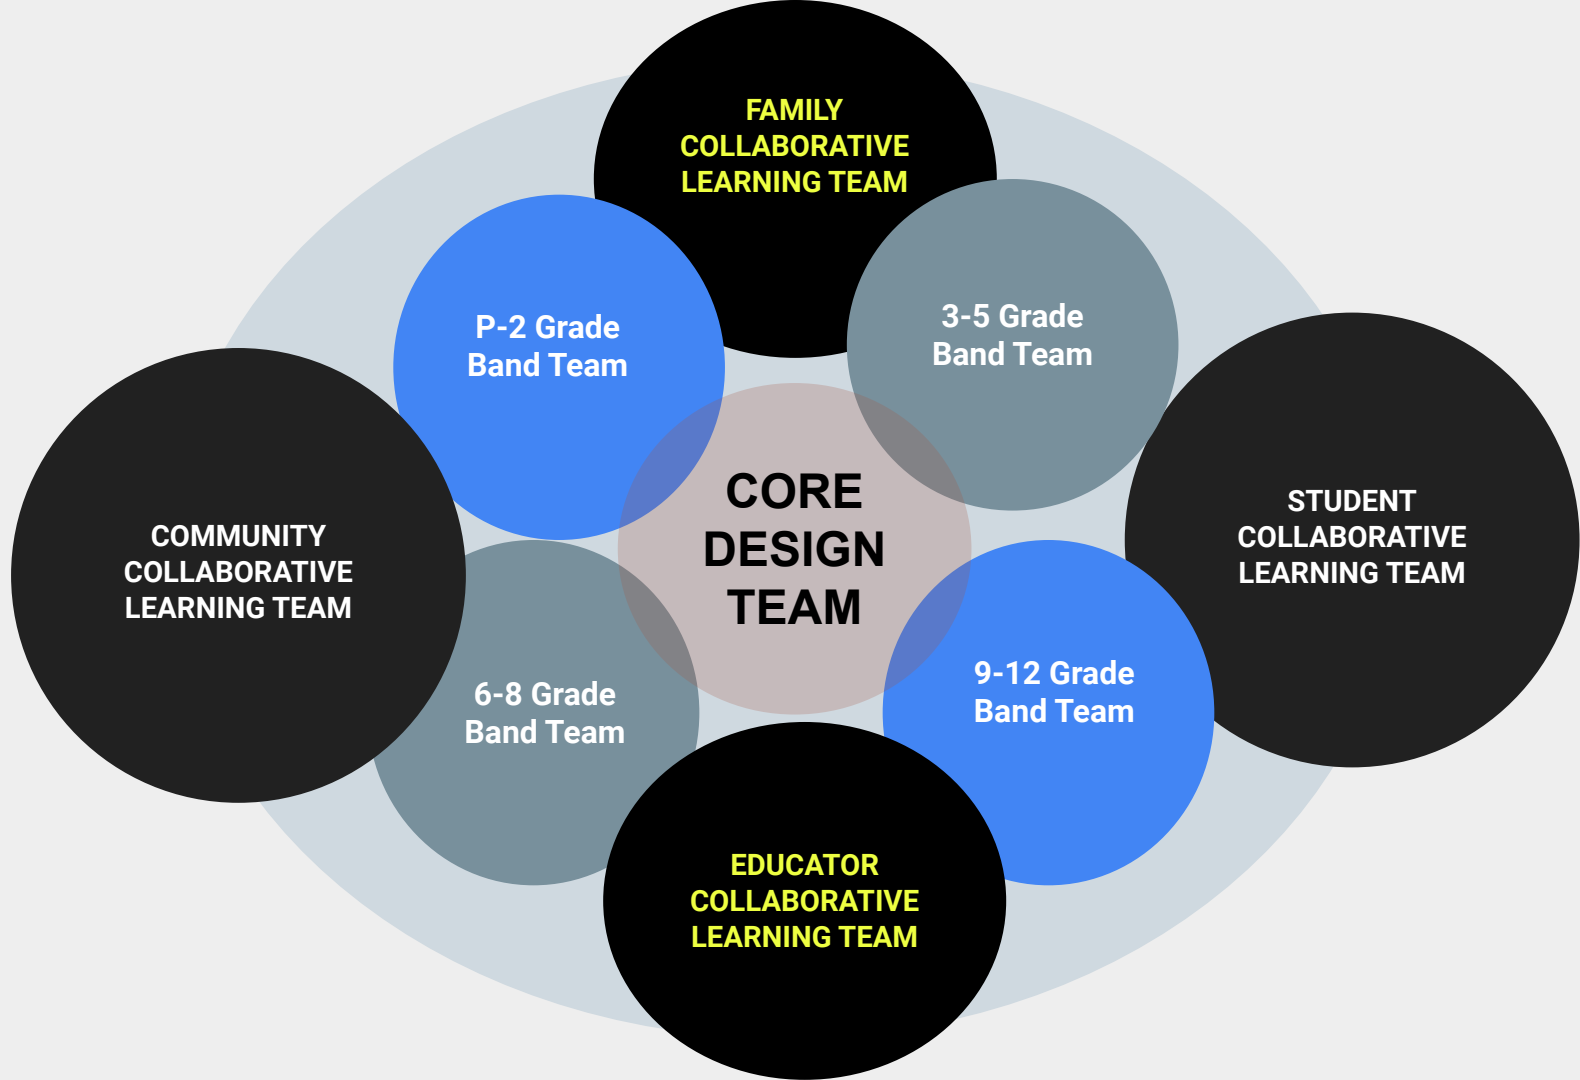 FAMILY
COLLABORATIVE
LEARNING TEAM
P-2 Grade
Band Team
3-5 Grade
Band Team
COMMUNITY
COLLABORATIVE
LEARNING TEAM
CORE
DESIGN
TEAM
STUDENT
COLLABORATIVE
LEARNING TEAM
6-8 Grade
Band Team
9-12 Grade
Band Team
EDUCATOR
COLLABORATIVE
LEARNING TEAM